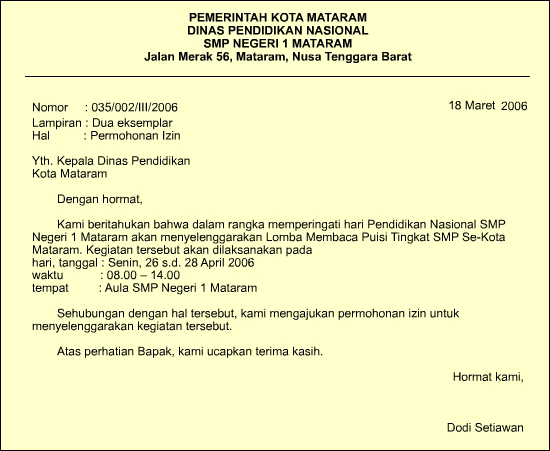 PEMERINTAH KOTA MATARAM
DINAS PENDIDIKAN NASIONAL
SMP NEGERI 1 MATARAM
Jalan Merak 56, Mataram, Nusa Tenggara Barat
Nomor : 035/002/III/2006 18 Maret 2006
Lampiran : Dua eksemplar
Hal : Permohonan Izin
Yth. Kepala Dinas Pendidikan
Kota Mataram
Dengan hormat,
Kami beritahukan bahwa dalam rangka memperingati hari Pendidikan Nasional SMP
Negeri 1 Mataram akan menyelenggarakan Lomba Membaca Puisi Tingkat SMP Se-Kota
Mataram. Kegiatan tersebut akan dilaksanakan pada
hari, tanggal : Senin, 26 s.d. 28 April 2006
waktu : 08.00 – 14.00
tempat : Aula SMP Negeri 1 Mataram
Sehubungan dengan hal tersebut, kami mengajukan permohonan izin untuk
menyelenggarakan kegiatan tersebut.
Atas perhatian Bapak, kami ucapkan terima kasih.
Hormat kami,
Dodi Setiawan